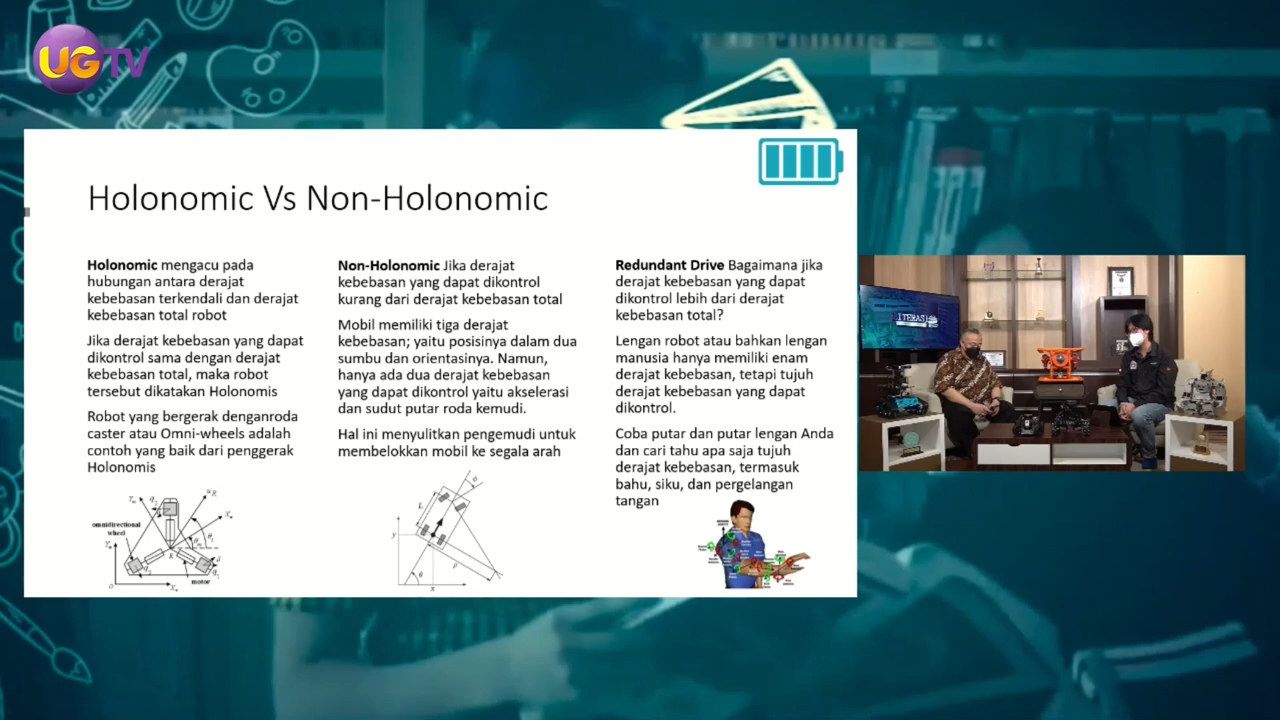 UGTV
Holonomic Vs Non-Holonomic
Holonomic mengacu pada
hubungan antara derajat
kebebasan terkendali dan derajat
kebebasan total robot
Jika derajat kebebasan yang dapat
dikontrol sama dengan derajat
kebebasan total, maka robot
tersebut dikatakan Holonomis
Robot yang bergerak denganroda
caster atau Omni-wheels adalah
contoh yang baik dari penggerak
Holonomis
omnidirectional
wheel
motor
Non-Holonomic Jika derajat
kebebasan yang dapat dikontrol
kurang dari derajat kebebasan total
Mobil memiliki tiga derajat
kebebasan; yaitu posisinya dalam dua
sumbu dan orientasinya. Namun,
hanya ada dua derajat kebebasan
yang dapat dikontrol yaitu akselerasi
dan sudut putar roda kemudi.
Hal ini menyulitkan pengemudi untuk
membelokkan mobil ke segala arah
L
y
x
θ
ρ
Redundant Drive Bagaimana jika
derajat kebebasan yang dapat
dikontrol lebih dari derajat
kebebasan total?
Lengan robot atau bahkan lengan
manusia hanya memiliki enam
derajat kebebasan, tetapi tujuh
derajat kebebasan yang dapat
dikontrol.
Coba putar dan putar lengan Anda
dan cari tahu apa saja tujuh
derajat kebebasan, termasuk
bahu, siku, dan pergelangan
tangan